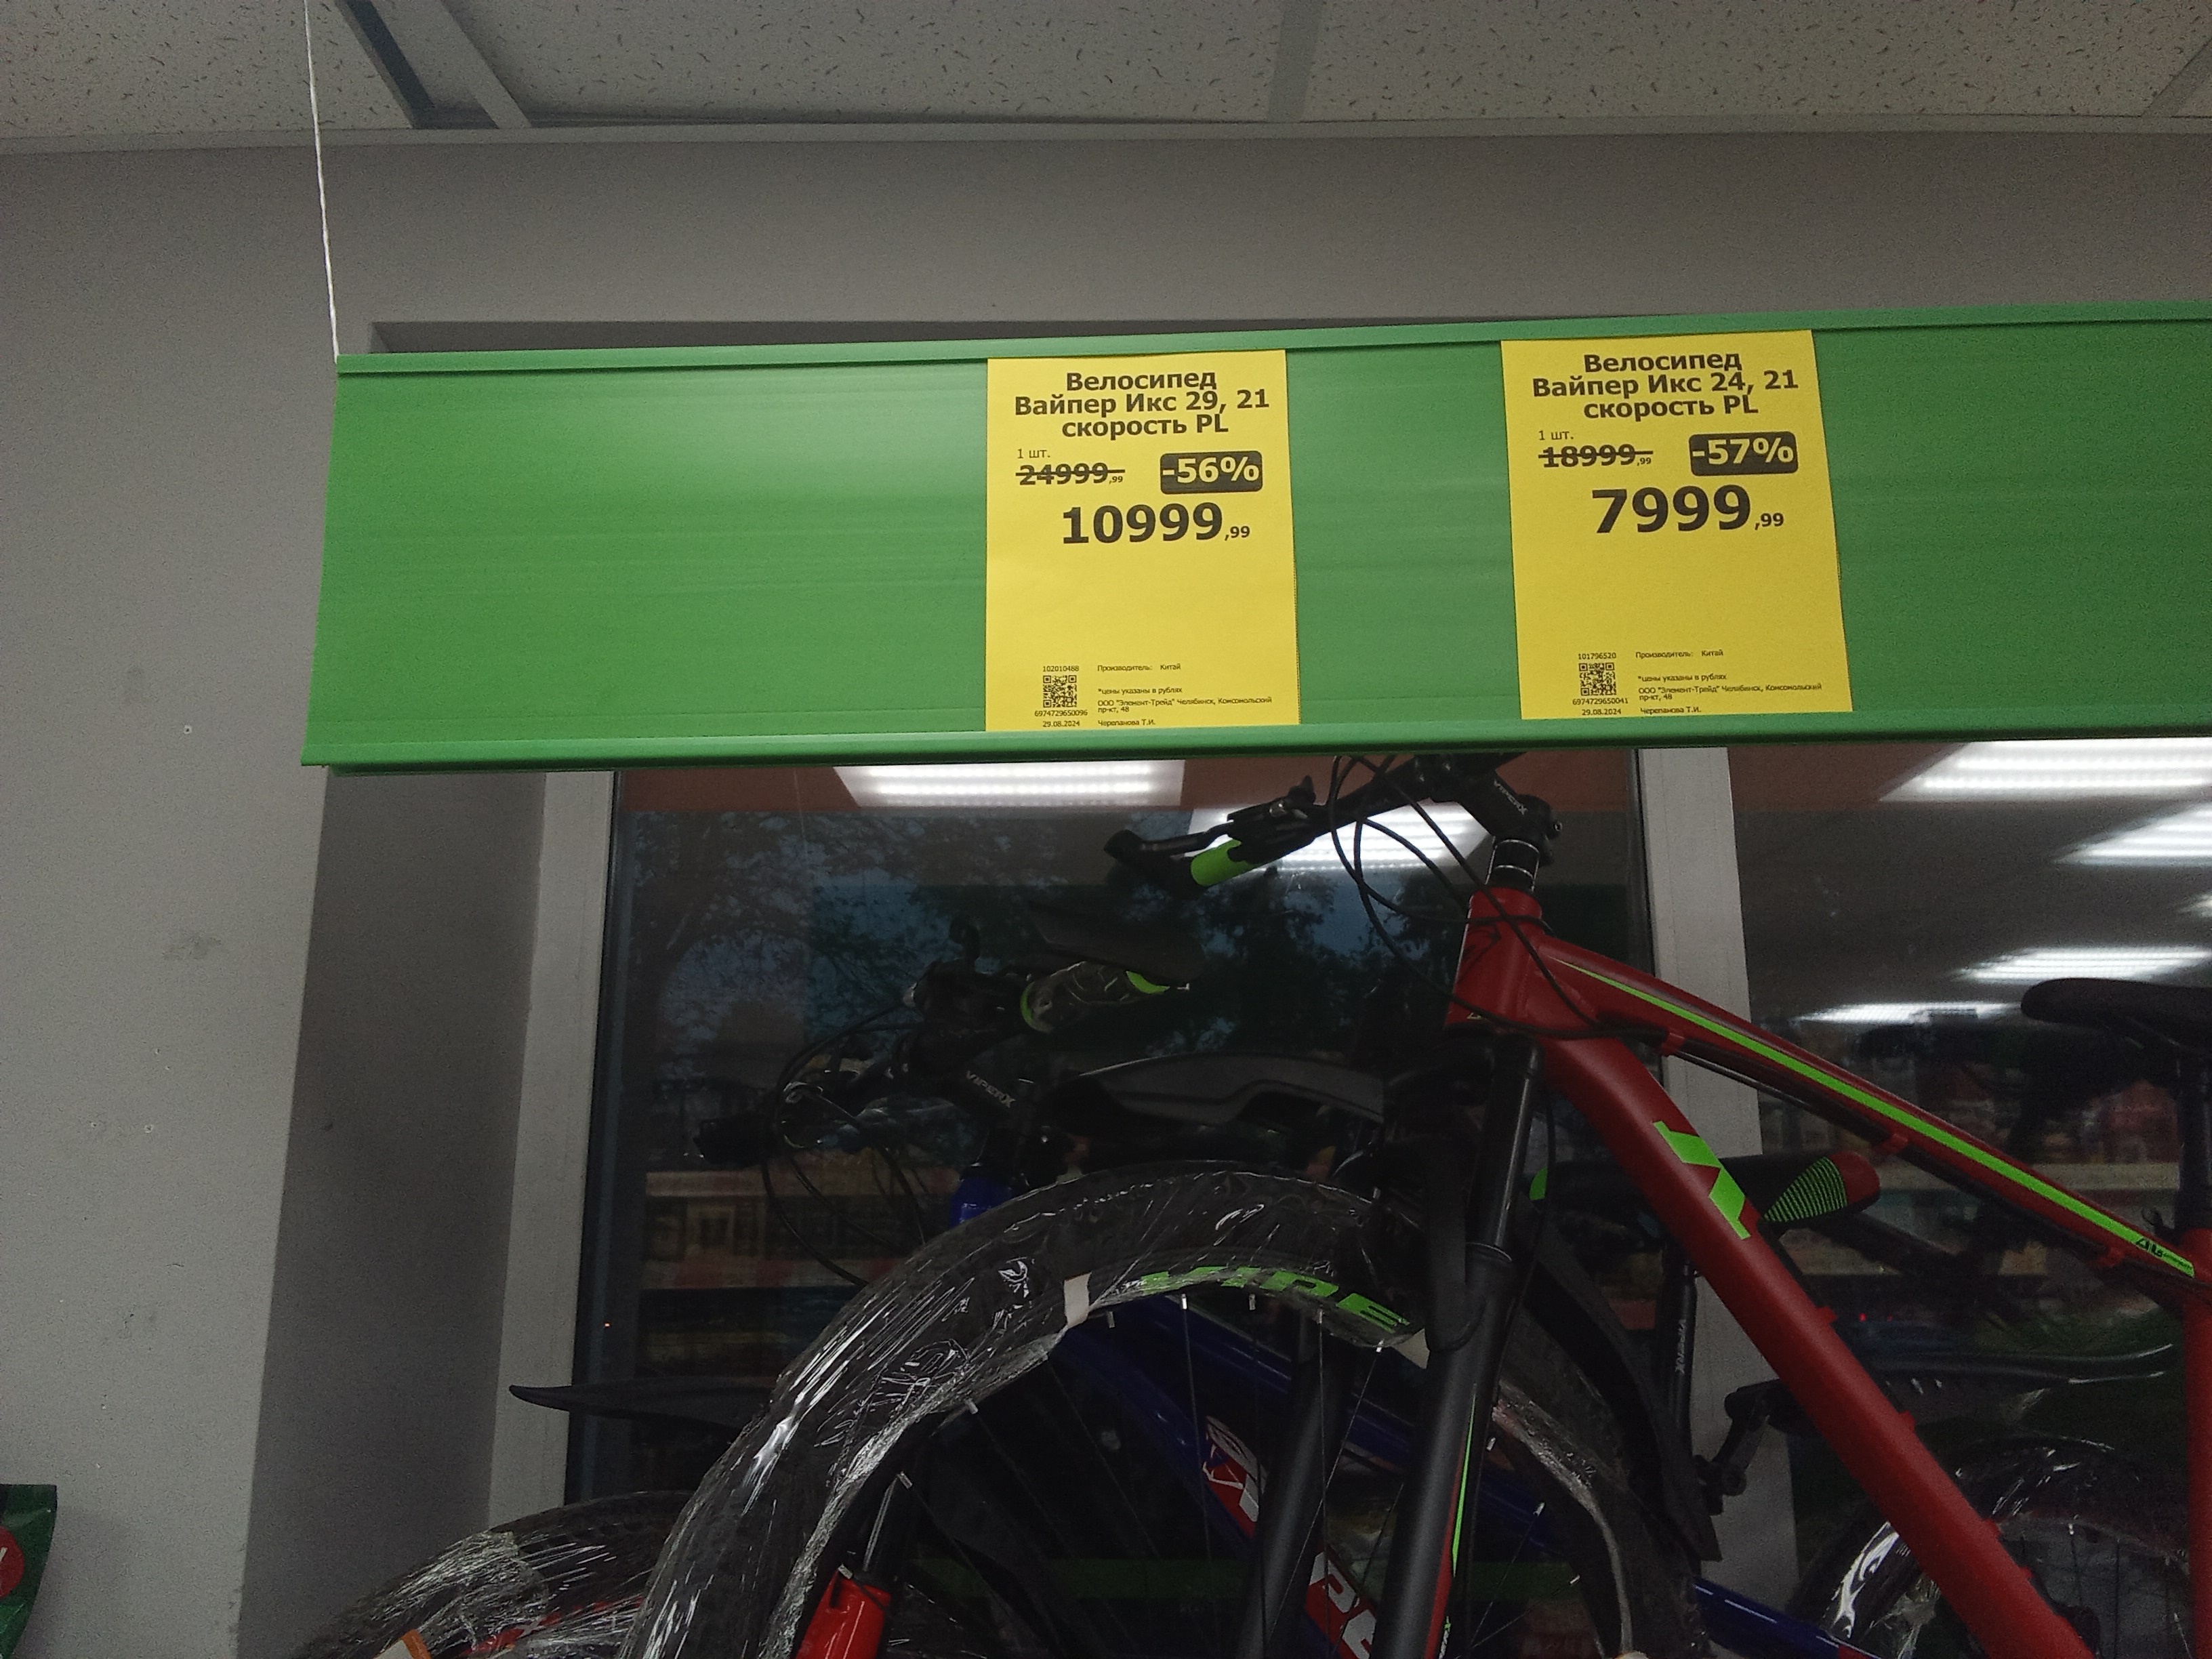 Велосипед
Вайпер Икс 29, 21
скорость PL
1 шт.
24999,99
-56%
10999,99
102010488
Производитель: Китай
*цены указаны в рублях
ООО "Элемент-Трейд" Челябинск, Комсомольский
пр-кт, 48
6974729650096
29.08.2024
Черепанова Т.И.
Велосипед
Вайпер Икс 24, 21
скорость PL
1 шт.
18999,99
-57%
7999,99
101796520
Производитель: Китай
*цены указаны в рублях
ООО "Элемент-Трейд" Челябинск, Комсомольский
пр-кт, 48
6974729650041
29.08.2024
Черепанова Т.И.
VIPERX
VIPERX